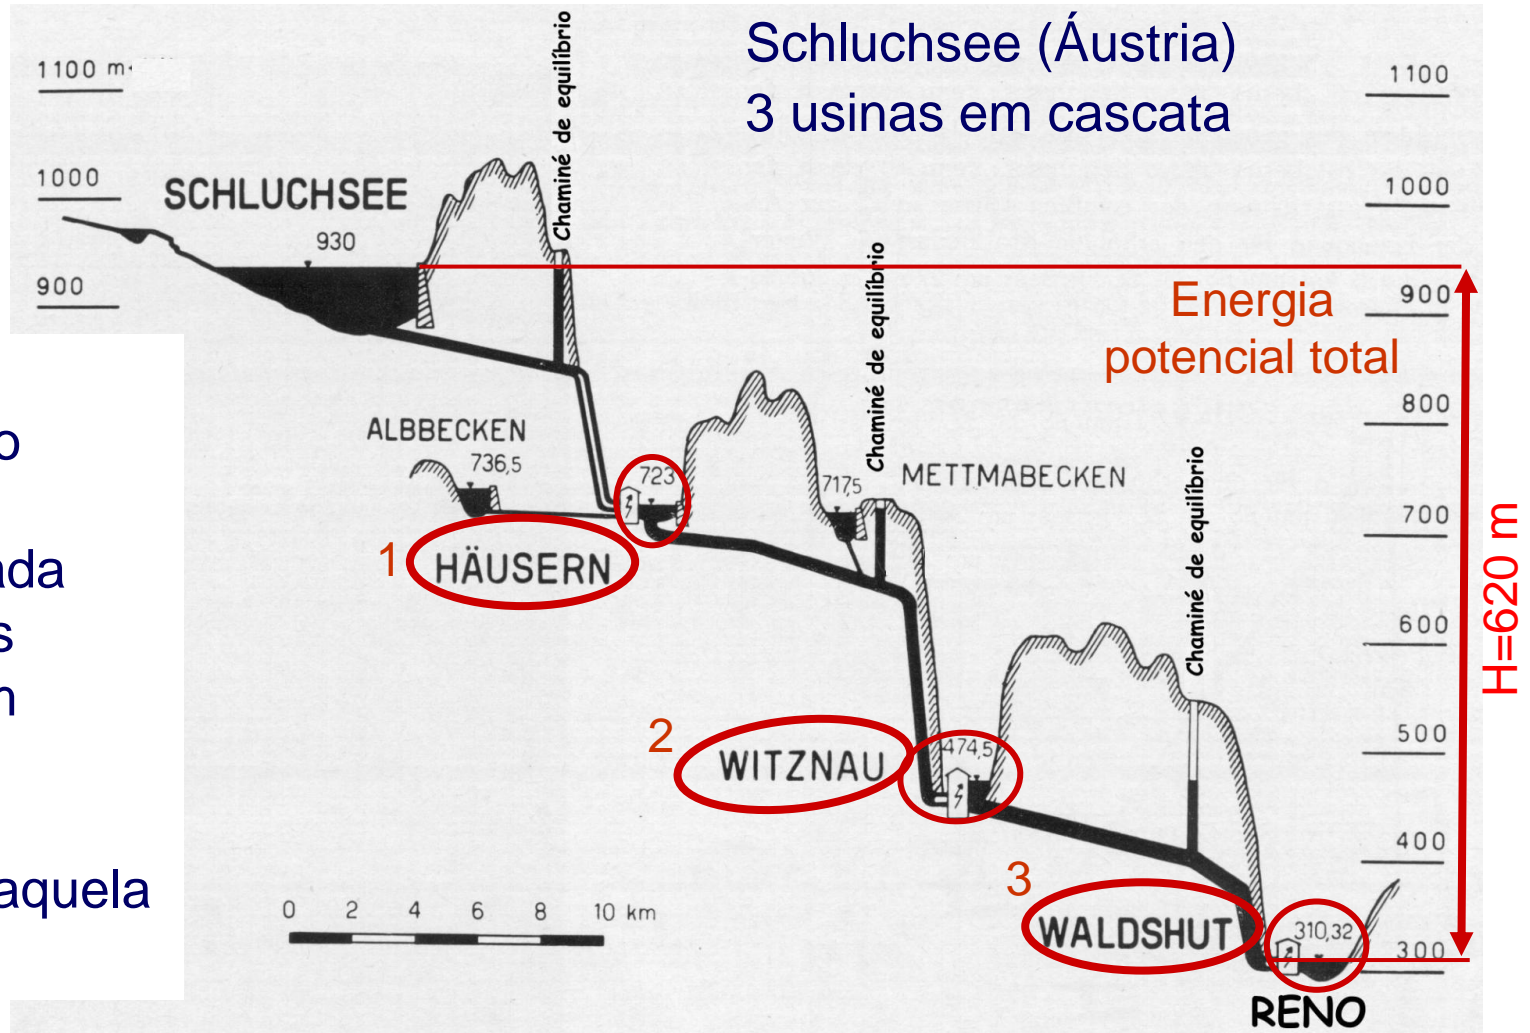 Schluchsee (Áustria)
3 usinas em cascata
1100 m
1000
900
SCHLUCHSEE
930
Chaminé de equilíbrio
1100
1000
900
800
700
600
500
400
300
Energia
potencial total
H=620 m
ALBBECKEN
736,5
723
1
HÄUSERN
717,5
Chaminé de equilíbrio
METTMABECKEN
Chaminé de equilíbrio
2
WITZNAU
474,5
3
WALDSHUT
310,32
RENO
0 2 4 6 8 10 km
o
ada
s
aquela